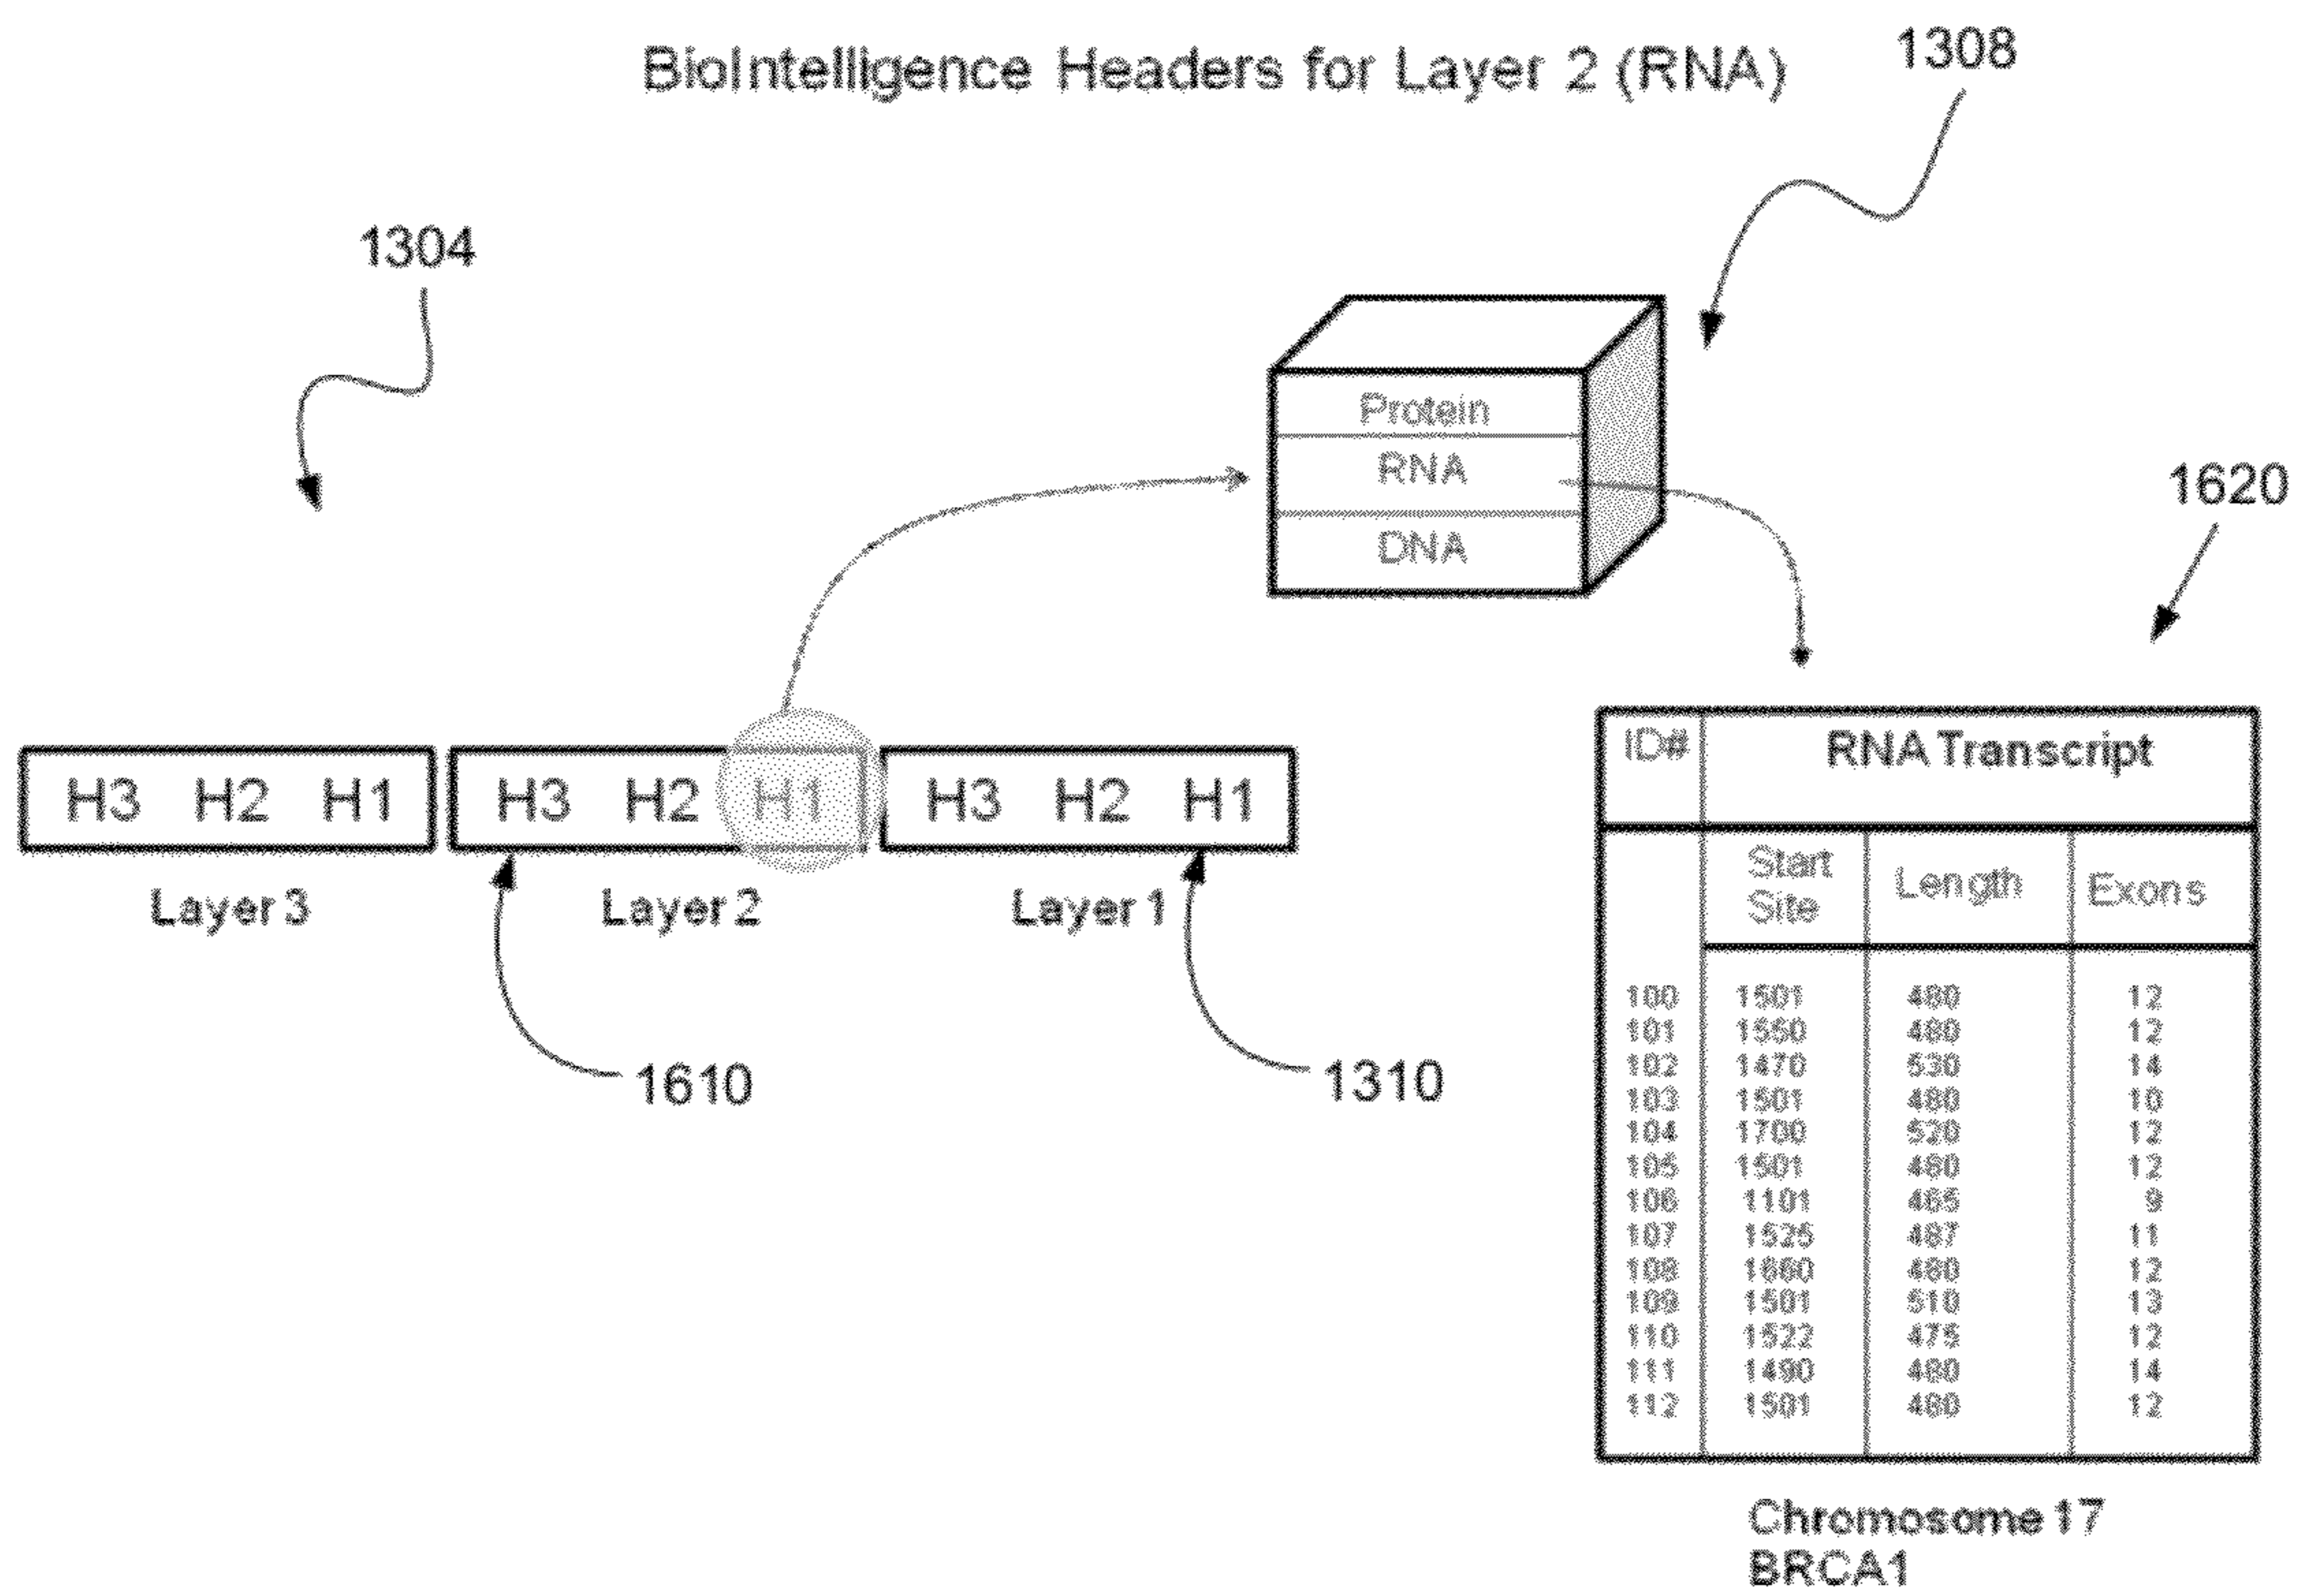 BioIntelligence Headers for Layer 2 (RNA)
1308
1304
Protein
RNA
DNA
1620
H3 H2 H1
H3 H2 H1
H3 H2 H1
Layer 3
Layer 2
Layer 1
1610
1310
ID# RNA Transcript
Start Site Length Exons
100 1501 480 12
101 1550 480 12
102 1470 530 14
103 1501 480 10
104 1700 520 12
105 1501 480 12
106 1101 465 9
107 1525 487 11
108 1660 480 12
109 1501 510 13
110 1522 475 12
111 1490 480 14
112 1501 480 12
Chromosome 17
BRCA1